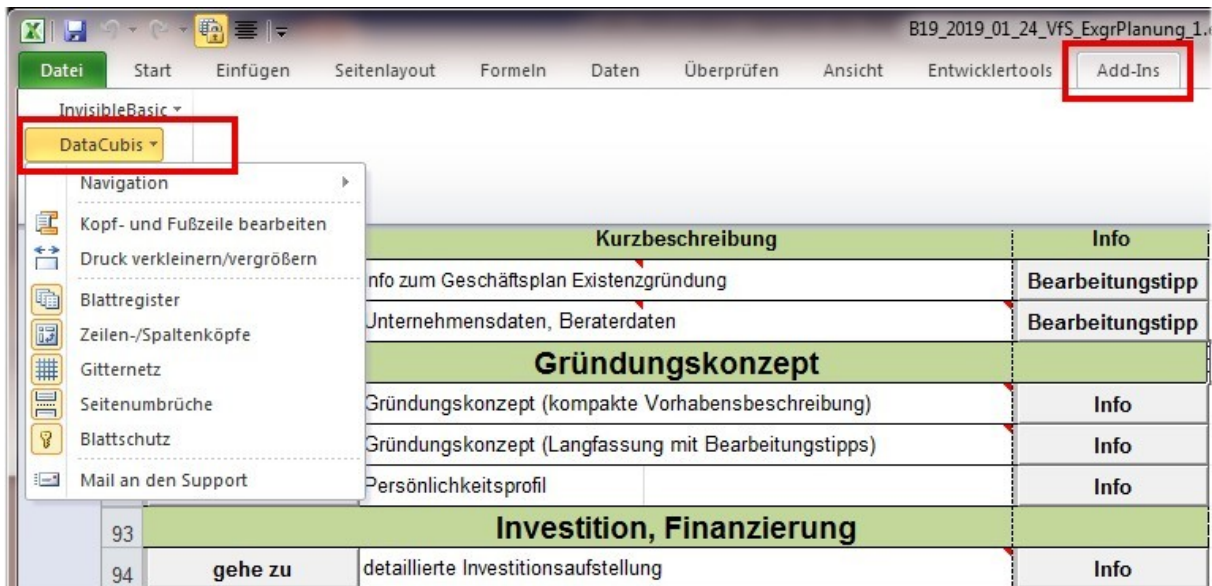 B19_2019_01_24_VfS_ExgrPlanung_1.
Datei Start Einfügen Seitenlayout Formeln Daten Überprüfen Ansicht Entwicklertools Add-Ins
InvisibleBasic
DataCubis
Navigation
Kopf- und Fußzeile bearbeiten
Druck verkleinern/vergrößern
Blattregister
Zeilen-/Spaltenköpfe
Gitternetz
Seitenumbrüche
Blattschutz
Mail an den Support
Kurzbeschreibung Info
nfo zum Geschäftsplan Existenzgründung Bearbeitungstipp
Unternehmensdaten, Beraterdaten Bearbeitungstipp
Gründungskonzept
Gründungskonzept (kompakte Vorhabensbeschreibung) Info
Gründungskonzept (Langfassung mit Bearbeitungstipps) Info
Persönlichkeitsprofil Info
93 Investition, Finanzierung
94 gehe zu detaillierte Investitionsaufstellung Info